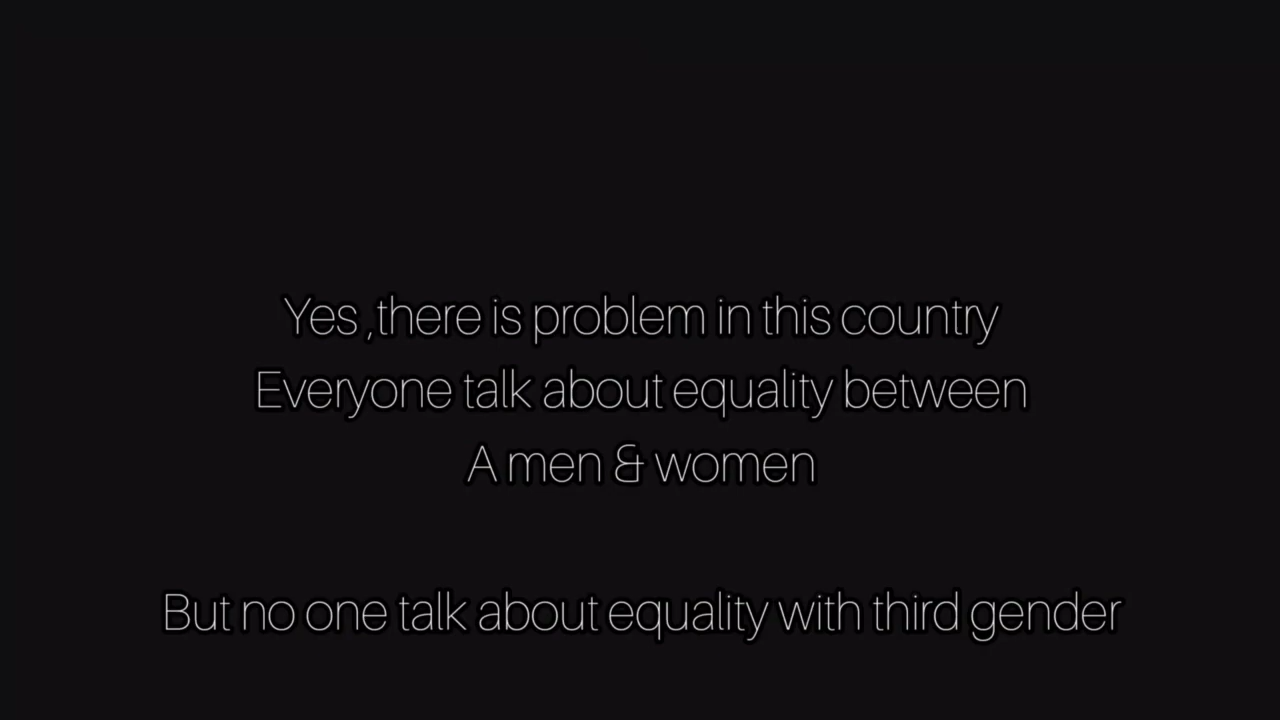 Yes ,there is problem in this country
Everyone talk about equality between
A men & women
But no one talk about equality with third gender